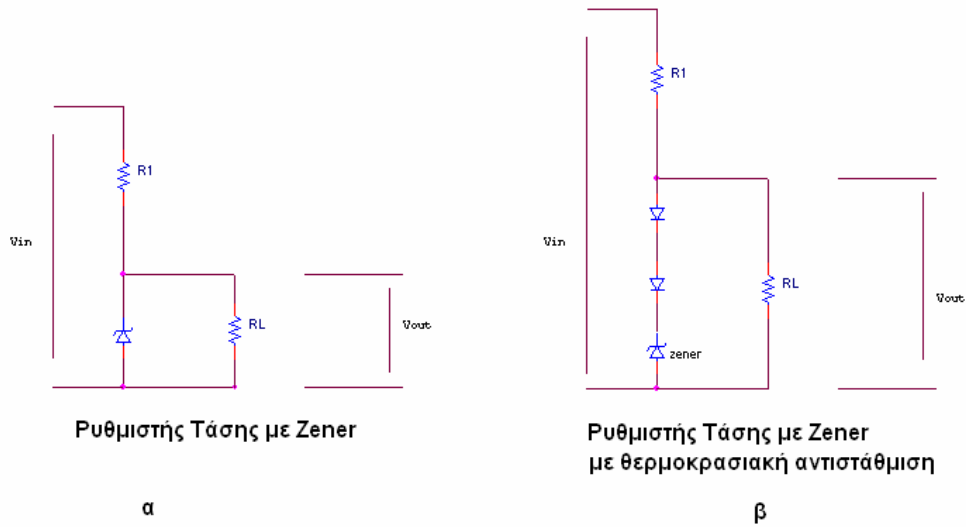 R1
Vin
RL
Vout
Ρυθμιστής Τάσης με Zener
α
R1
Vin
RL
Vout
zener
Ρυθμιστής Τάσης με Zener
με θερμοκρασιακή αντιστάθμιση
β